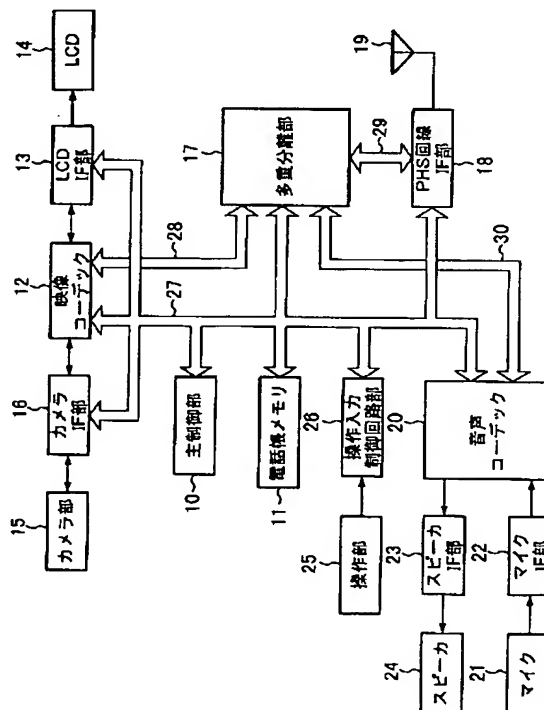 14
LCD
13
LCD
IF部
12
映像
コーデック
16
カメラ
IF部
15
カメラ部
28
27
17
多重分離部
29
19
PHS回線
IF部
18
30
主制御部
10
電話帳メモリ
11
操作入力
制御回路部
26
操作部
25
音声
コーデック
20
スピーカ
IF部
23
スピーカ
24
マイク
IF部
22
マイク
21